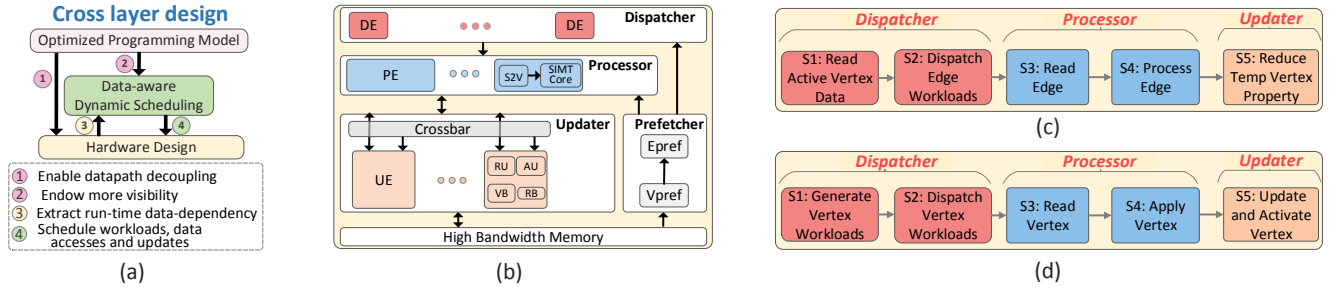 Cross layer design
Optimized Programming Model
1
2
Data-aware
Dynamic Scheduling
3
4
Hardware Design
1 Enable datapath decoupling
2 Endow more visibility
3 Extract run-time data-dependency
4 Schedule workloads, data
accesses and updates
(a)
DE
DE
Dispatcher
Processor
PE
S2V
SIMT
Core
Updater
Crossbar
UE
RU
AU
VB
RB
Prefetcher
Epref
Vpref
High Bandwidth Memory
(b)
Dispatcher
Processor
Updater
S1: Read
Active Vertex
Data
S2: Dispatch
Edge
Workloads
S3: Read
Edge
S4: Process
Edge
S5: Reduce
Temp Vertex
Property
(c)
Dispatcher
Processor
Updater
S1: Generate
Vertex
Workloads
S2: Dispatch
Vertex
Workloads
S3: Read
Vertex
S4: Apply
Vertex
S5: Update
and Activate
Vertex
(d)